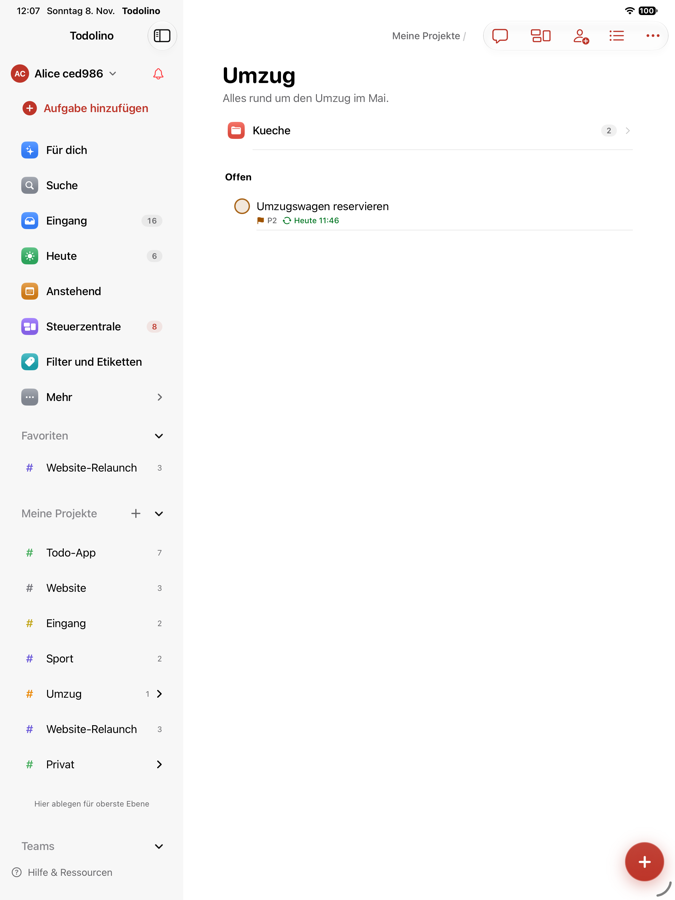 12:07 Sonntag 8. Nov. Todolino
100
Todolino
AC Alice ced986
Aufgabe hinzufügen
Für dich
Suche
Eingang 16
Heute 6
Anstehend
Steuerzentrale 8
Filter und Etiketten
Mehr
Favoriten
# Website-Relaunch 3
Meine Projekte
# Todo-App 7
# Website 3
# Eingang 2
# Sport 2
# Umzug 1
# Website-Relaunch 3
# Privat
Hier ablegen für oberste Ebene
Teams
Hilfe & Ressourcen
Meine Projekte /
Umzug
Alles rund um den Umzug im Mai.
Kueche 2
Offen
Umzugswagen reservieren
P2 Heute 11:46